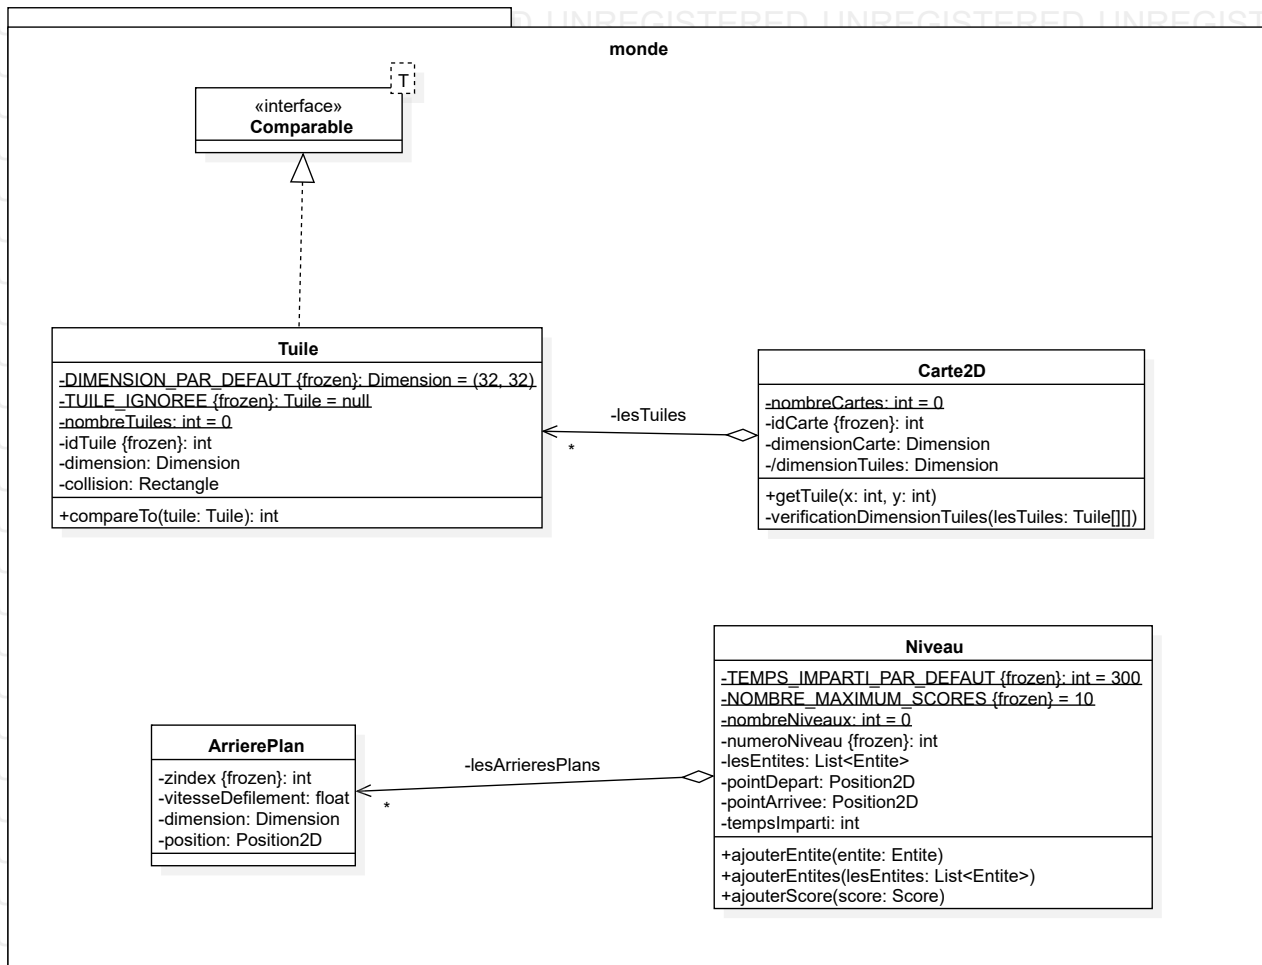 UNREGISTERED UNREGISTERED UNREGIST
monde
T
«interface»
Comparable
Tuile
-DIMENSION_PAR_DEFAUT {frozen}: Dimension = (32, 32)
-TUILE_IGNOREE {frozen}: Tuile = null
-nombreTuiles: int = 0
-idTuile {frozen}: int
-dimension: Dimension
-collision: Rectangle
+compareTo(tuile: Tuile): int
-lesTuiles
*
Carte2D
-nombreCartes: int = 0
-idCarte {frozen}: int
-dimensionCarte: Dimension
-/dimensionTuiles: Dimension
+getTuile(x: int, y: int)
-verificationDimensionTuiles(lesTuiles: Tuile[][])
ArrierePlan
-zindex {frozen}: int
-vitesseDefilement: float
-dimension: Dimension
-position: Position2D
-lesArrieresPlans
*
Niveau
-TEMPS_IMPARTI_PAR_DEFAUT {frozen}: int = 300
-NOMBRE_MAXIMUM_SCORES {frozen} = 10
-nombreNiveaux: int = 0
-numeroNiveau {frozen}: int
-lesEntites: List<Entite>
-pointDepart: Position2D
-pointArrivee: Position2D
-tempsImparti: int
+ajouterEntite(entite: Entite)
+ajouterEntites(lesEntites: List<Entite>)
+ajouterScore(score: Score)